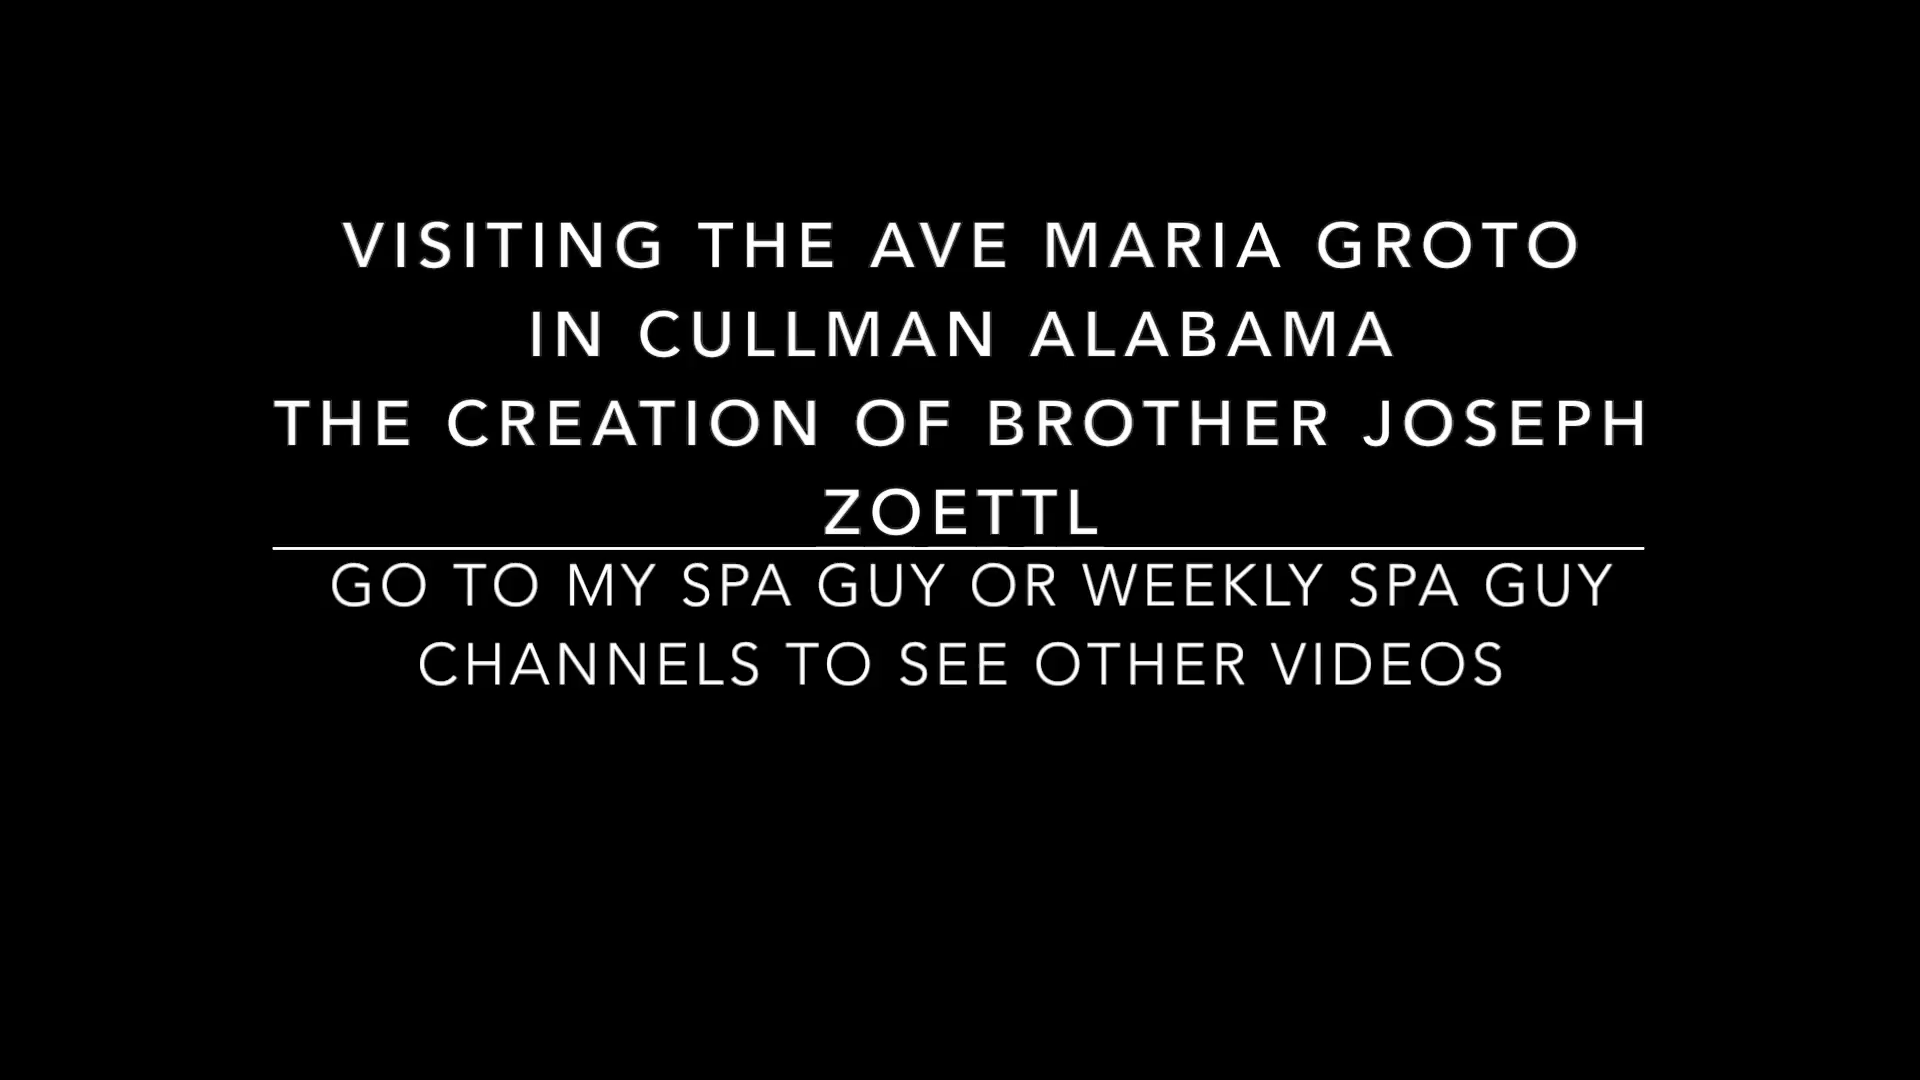 VISITING THE AVE MARIA GROTO
IN CULLMAN ALABAMA
THE CREATION OF BROTHER JOSEPH
ZOETTL
GO TO MY SPA GUY OR WEEKLY SPA GUY
CHANNELS TO SEE OTHER VIDEOS